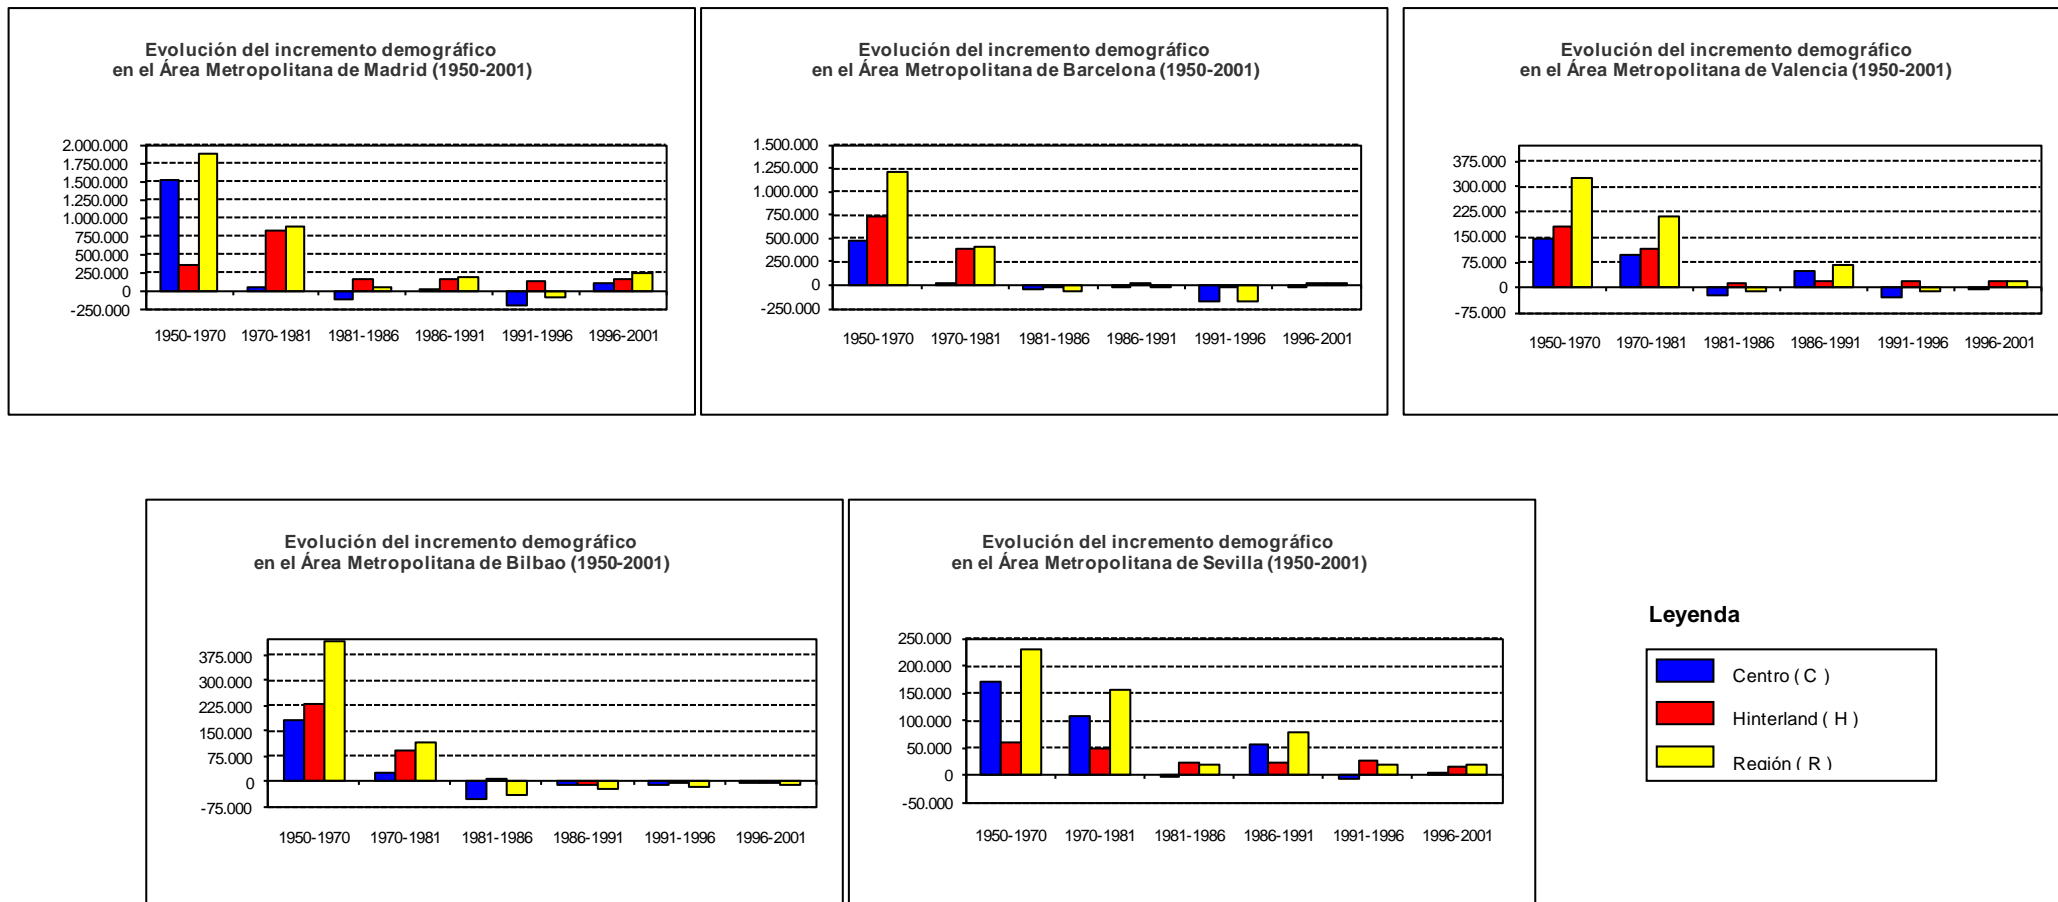 Evolución del incremento demográfico
en el Área Metropolitana de Madrid (1950-2001)
2.000.000
1.750.000
1.500.000
1.250.000
1.000.000
750.000
500.000
250.000
0
-250.000
1950-1970 1970-1981 1981-1986 1986-1991 1991-1996 1996-2001
Evolución del incremento demográfico
en el Área Metropolitana de Barcelona (1950-2001)
1.500.000
1.250.000
1.000.000
750.000
500.000
250.000
0
-250.000
1950-1970 1970-1981 1981-1986 1986-1991 1991-1996 1996-2001
Evolución del incremento demográfico
en el Área Metropolitana de Valencia (1950-2001)
375.000
300.000
225.000
150.000
75.000
0
-75.000
1950-1970 1970-1981 1981-1986 1986-1991 1991-1996 1996-2001
Evolución del incremento demográfico
en el Área Metropolitana de Bilbao (1950-2001)
375.000
300.000
225.000
150.000
75.000
0
-75.000
1950-1970 1970-1981 1981-1986 1986-1991 1991-1996 1996-2001
Evolución del incremento demográfico
en el Área Metropolitana de Sevilla (1950-2001)
250.000
200.000
150.000
100.000
50.000
0
-50.000
1950-1970 1970-1981 1981-1986 1986-1991 1991-1996 1996-2001
Leyenda
Centro ( C )
Hinterland ( H )
Región ( R )